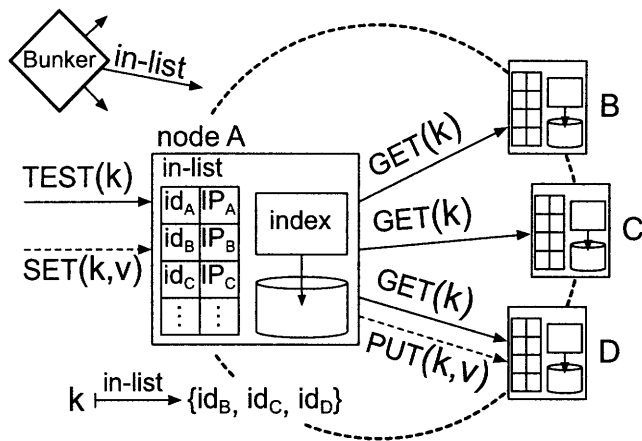 Bunker
in-list
B
node A
in-list
TEST(k)
id_A IP_A
id_B IP_B
id_C IP_C
⋮ ⋮
index
SET(k,v)
GET(k)
GET(k)
C
GET(k)
PUT(k,v)
D
in-list
k ⟼ {id_B, id_C, id_D}